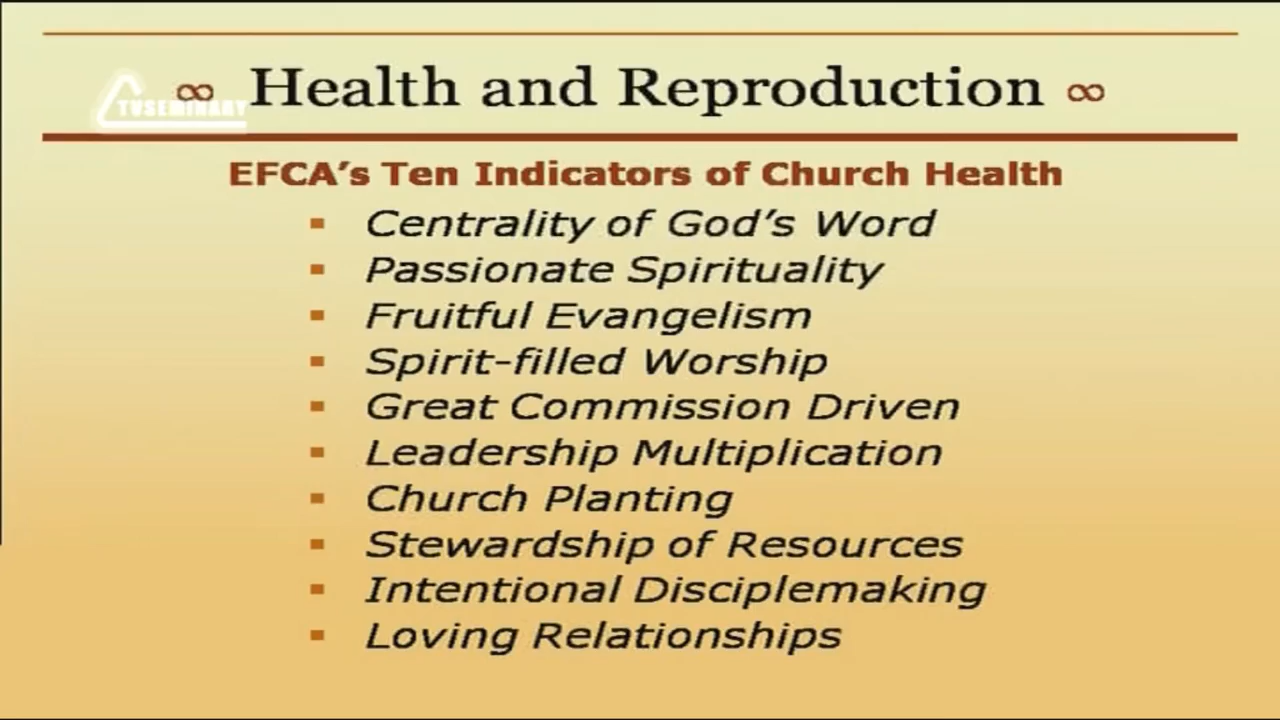 ∞ Health and Reproduction ∞
TVSEMINARY
EFCA's Ten Indicators of Church Health
▪ Centrality of God's Word
▪ Passionate Spirituality
▪ Fruitful Evangelism
▪ Spirit-filled Worship
▪ Great Commission Driven
▪ Leadership Multiplication
▪ Church Planting
▪ Stewardship of Resources
▪ Intentional Disciplemaking
▪ Loving Relationships